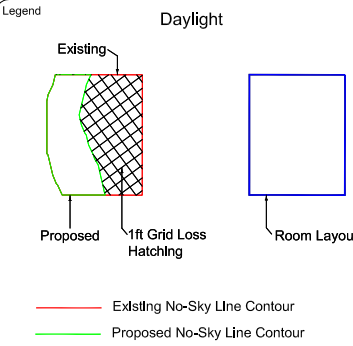 Legend
Daylight
Existing
Proposed
1ft Grid Loss
Hatching
Room Layou
Existing No-Sky Line Contour
Proposed No-Sky Line Contour